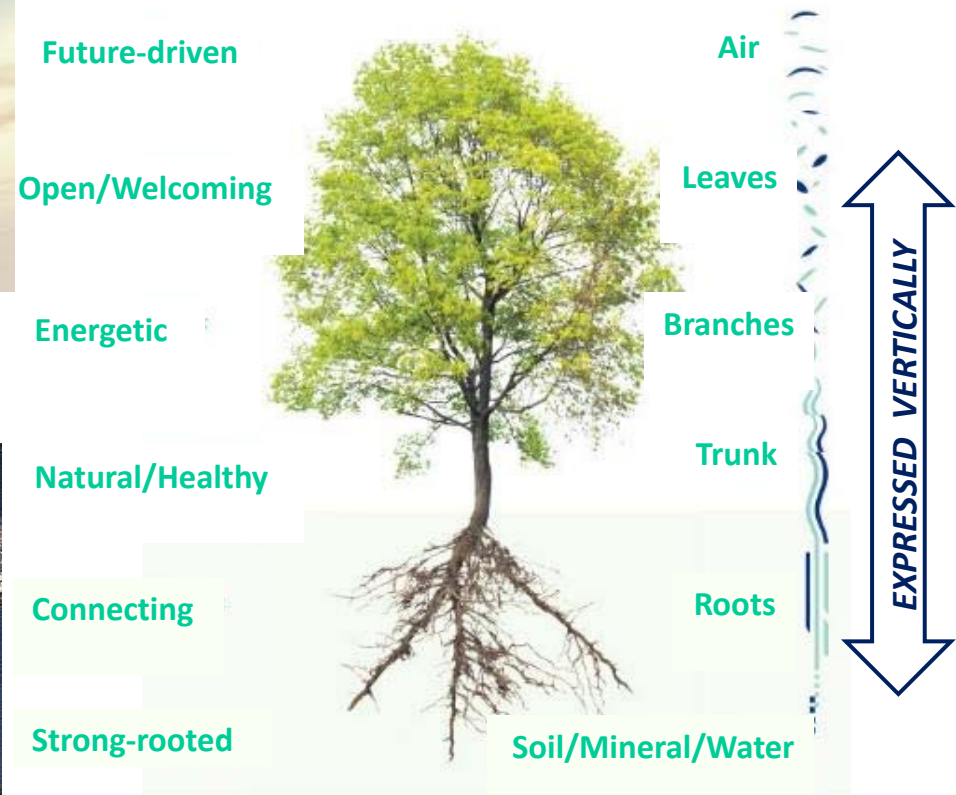 Future-driven
Air
Open/Welcoming
Leaves
Energetic
Branches
Natural/Healthy
Trunk
Connecting
Roots
Strong-rooted
Soil/Mineral/Water
EXPRESSED VERTICALLY